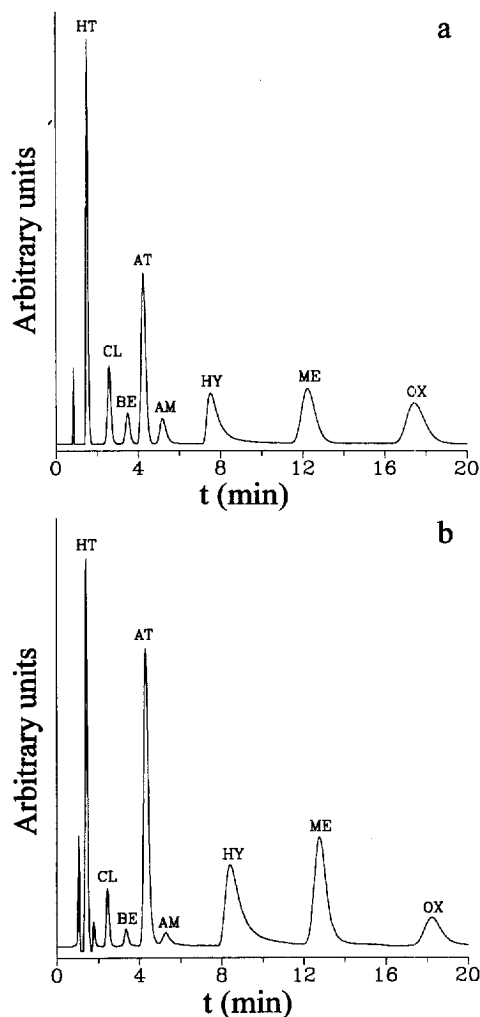 HT
a
AT
CL
BE
AM
HY
ME
OX
Arbitrary units
0 4 8 12 16 20
t (min)
HT
b
AT
CL
BE
AM
HY
ME
OX
Arbitrary units
0 4 8 12 16 20
t (min)